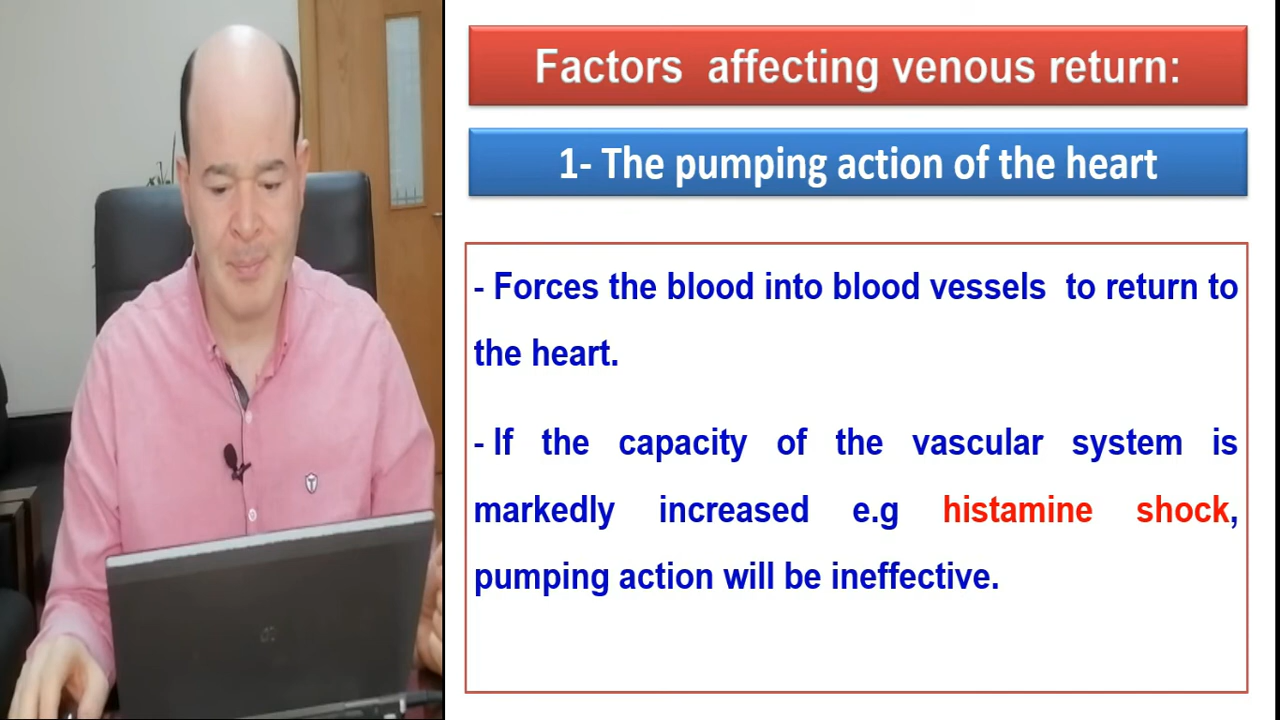 Factors affecting venous return:
1- The pumping action of the heart
- Forces the blood into blood vessels to return to
the heart.
- If the capacity of the vascular system is
markedly increased e.g histamine shock,
pumping action will be ineffective.